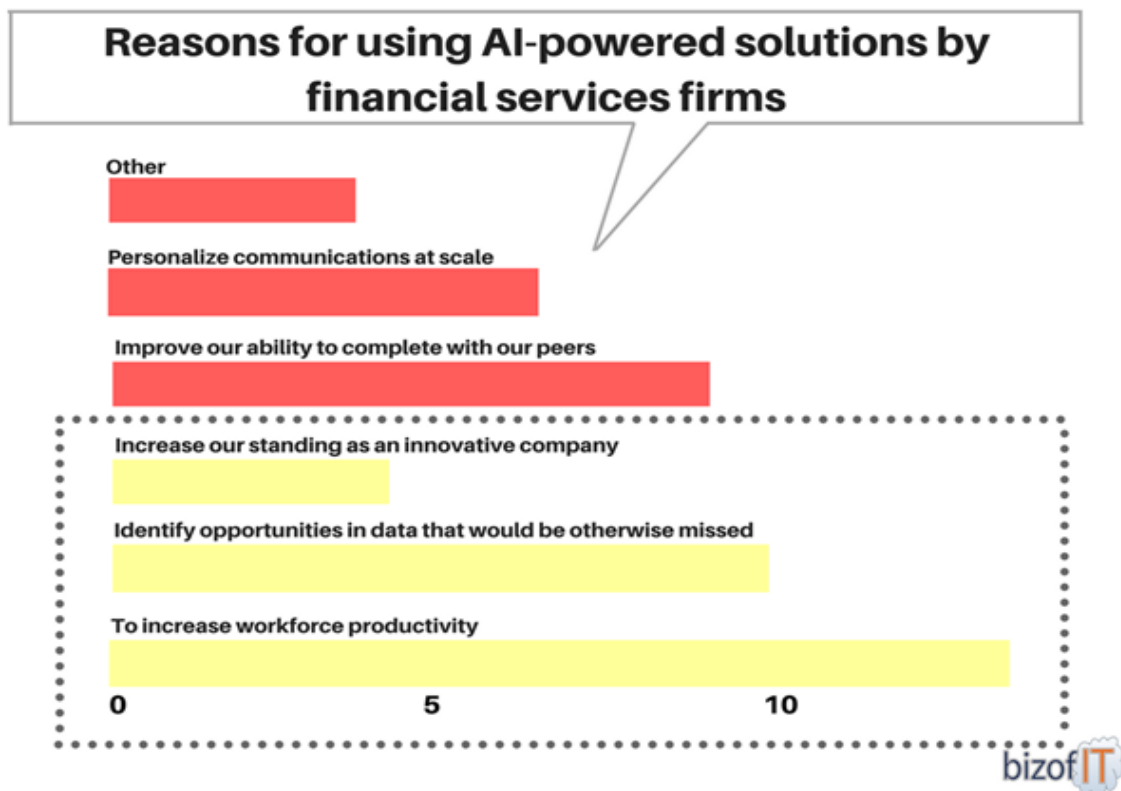 Reasons for using AI-powered solutions by
financial services firms
Other
Personalize communications at scale
Improve our ability to complete with our peers
Increase our standing as an innovative company
Identify opportunities in data that would be otherwise missed
To increase workforce productivity
0 5 10
bizofIT